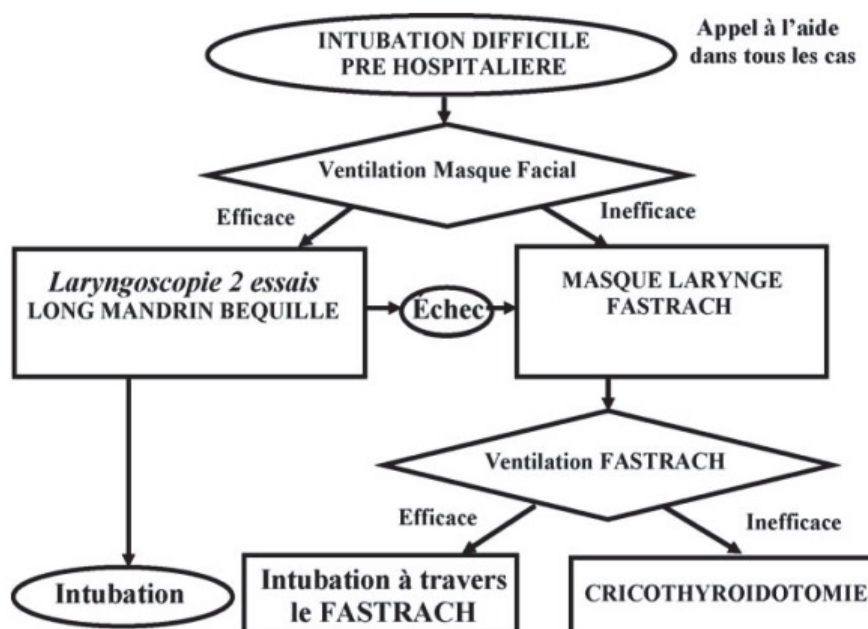 INTUBATION DIFFICILE
PRE HOSPITALIERE
Appel à l'aide
dans tous les cas
Ventilation Masque Facial
Efficace
Inefficace
Laryngoscopie 2 essais
LONG MANDRIN BEQUILLE
Échec
MASQUE LARYNGE
FASTRACH
Ventilation FASTRACH
Efficace
Inefficace
Intubation
Intubation à travers
le FASTRACH
CRICOTHYROIDOTOMIE